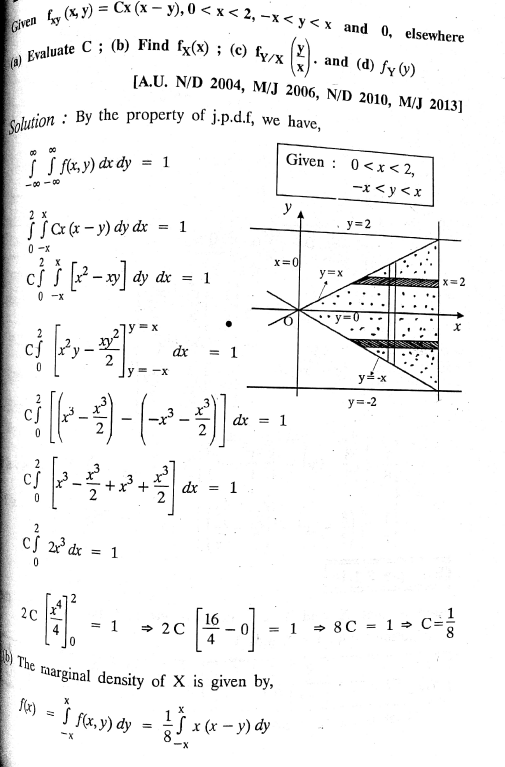 Given f_xy (x, y) = Cx (x − y), 0 < x < 2, −x < y < x and 0, elsewhere
(a) Evaluate C ; (b) Find f_X(x) ; (c) f_Y/X (y/x). and (d) f_Y (y)
[A.U. N/D 2004, M/J 2006, N/D 2010, M/J 2013]
Solution : By the property of j.p.d.f, we have,
∫_{-∞}^{∞} ∫_{-∞}^{∞} f(x, y) dx dy = 1
Given : 0 < x < 2,
−x < y < x
∫_0^2 ∫_{-x}^x Cx (x − y) dy dx = 1
C ∫_0^2 ∫_{-x}^x [x² − xy] dy dx = 1
C ∫_0^2 [x²y − xy²/2]_{y = −x}^{y = x} dx = 1
y
y=2
x=0
y=x
x=2
O
y=0
x
y=-x
y=-2
C ∫_0^2 [(x³ − x³/2) − (−x³ − x³/2)] dx = 1
C ∫_0^2 [x³ − x³/2 + x³ + x³/2] dx = 1
C ∫_0^2 2x³ dx = 1
2C [x⁴/4]_0^2 = 1 ⇒ 2C [16/4 − 0] = 1 ⇒ 8C = 1 ⇒ C = 1/8
(b) The marginal density of X is given by,
f(x) = ∫_{-x}^x f(x, y) dy = 1/8 ∫_{-x}^x x (x − y) dy